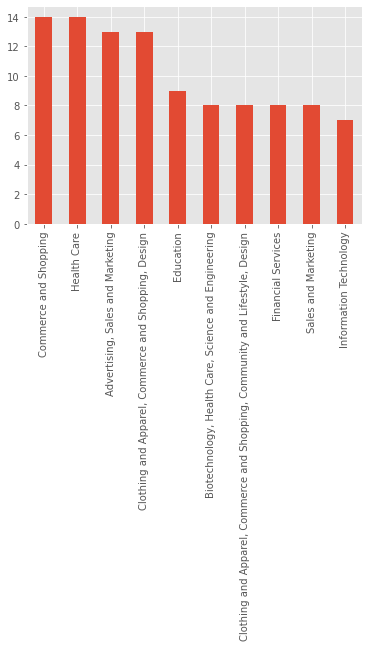 14
12
10
8
6
4
2
0
Commerce and Shopping
Health Care
Advertising, Sales and Marketing
Clothing and Apparel, Commerce and Shopping, Design
Education
Biotechnology, Health Care, Science and Engineering
Clothing and Apparel, Commerce and Shopping, Community and Lifestyle, Design
Financial Services
Sales and Marketing
Information Technology